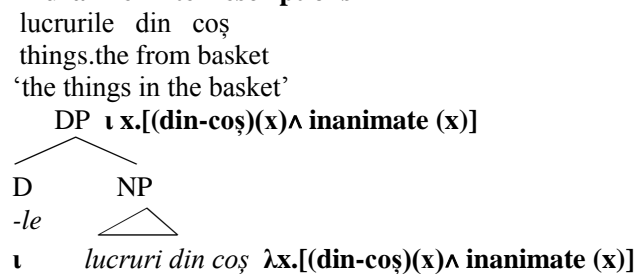 lucrurile din coș
things.the from basket
‘the things in the basket’
DP ι x.[(din-coș)(x)∧ inanimate (x)]
D NP
-le
ι lucruri din coș λx.[(din-coș)(x)∧ inanimate (x)]